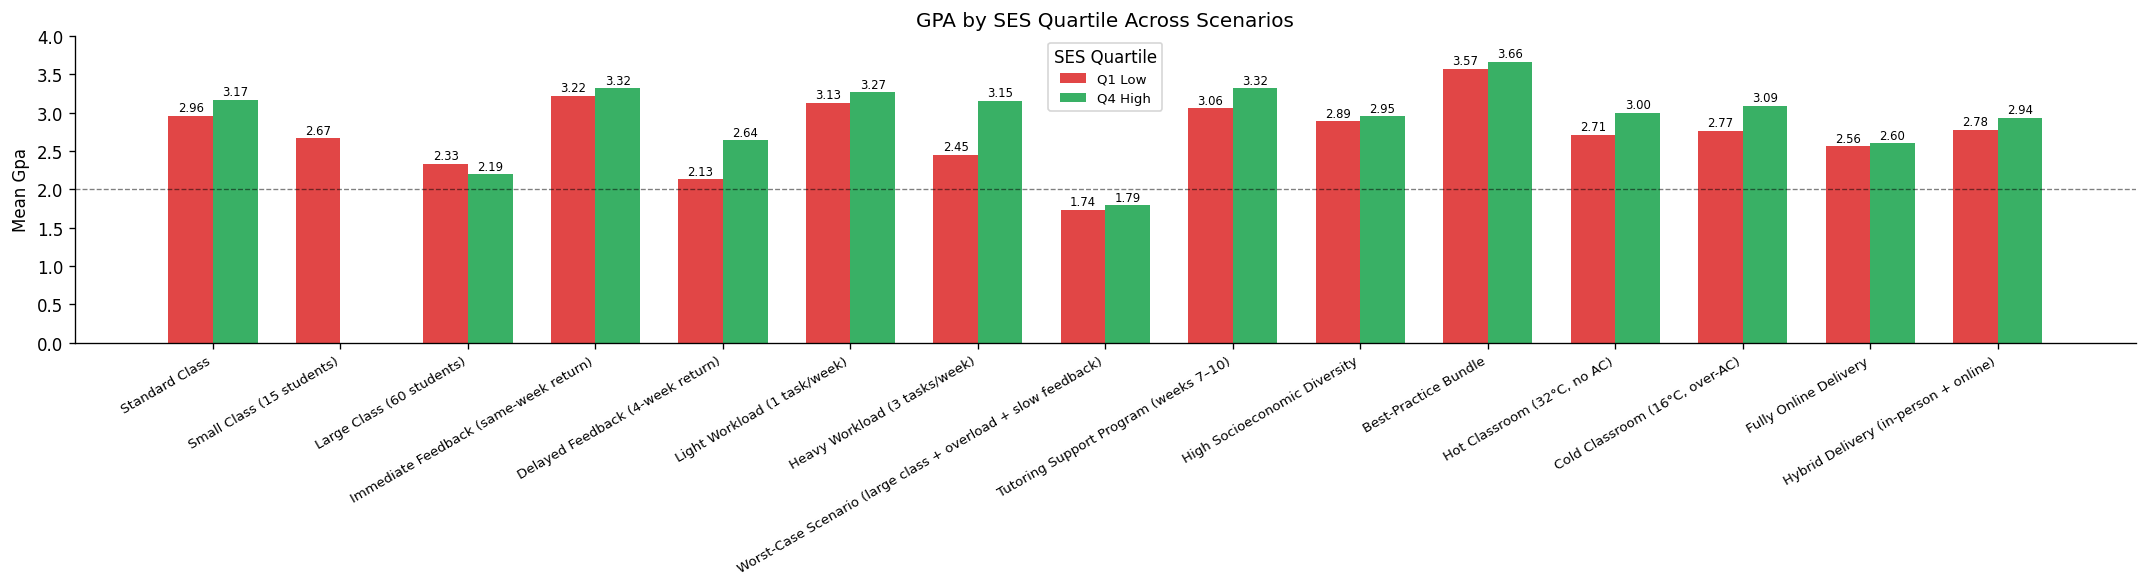 GPA by SES Quartile Across Scenarios
Mean Gpa
4.0
3.5
3.0
2.5
2.0
1.5
1.0
0.5
0.0
SES Quartile
Q1 Low
Q4 High
2.96
3.17
2.67
2.33
2.19
3.22
3.32
2.13
2.64
3.13
3.27
2.45
3.15
1.74
1.79
3.06
3.32
2.89
2.95
3.57
3.66
2.71
3.00
2.77
3.09
2.56
2.60
2.78
2.94
Standard Class
Small Class (15 students)
Large Class (60 students)
Immediate Feedback (same-week return)
Delayed Feedback (4-week return)
Light Workload (1 task/week)
Heavy Workload (3 tasks/week)
Worst-Case Scenario (large class + overload + slow feedback)
Tutoring Support Program (weeks 7–10)
High Socioeconomic Diversity
Best-Practice Bundle
Hot Classroom (32°C, no AC)
Cold Classroom (16°C, over-AC)
Fully Online Delivery
Hybrid Delivery (in-person + online)